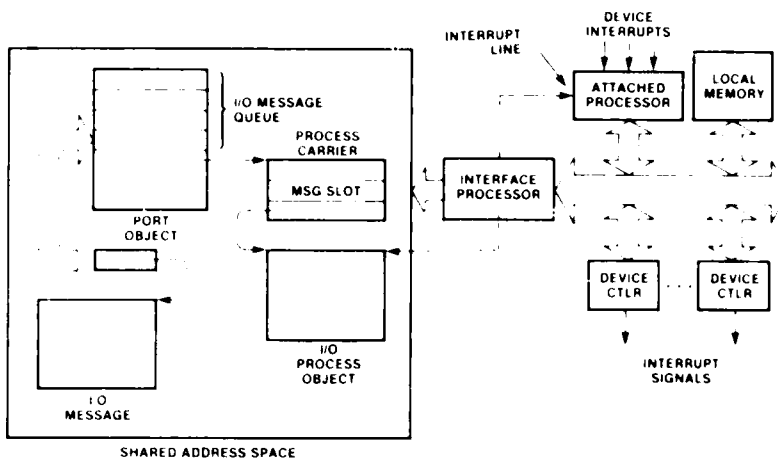 I/O MESSAGE
QUEUE
PORT
OBJECT
PROCESS
CARRIER
MSG SLOT
I/O
PROCESS
OBJECT
I/O
MESSAGE
SHARED ADDRESS SPACE
INTERRUPT
LINE
DEVICE
INTERRUPTS
ATTACHED
PROCESSOR
LOCAL
MEMORY
INTERFACE
PROCESSOR
DEVICE
CTLR
DEVICE
CTLR
INTERRUPT
SIGNALS